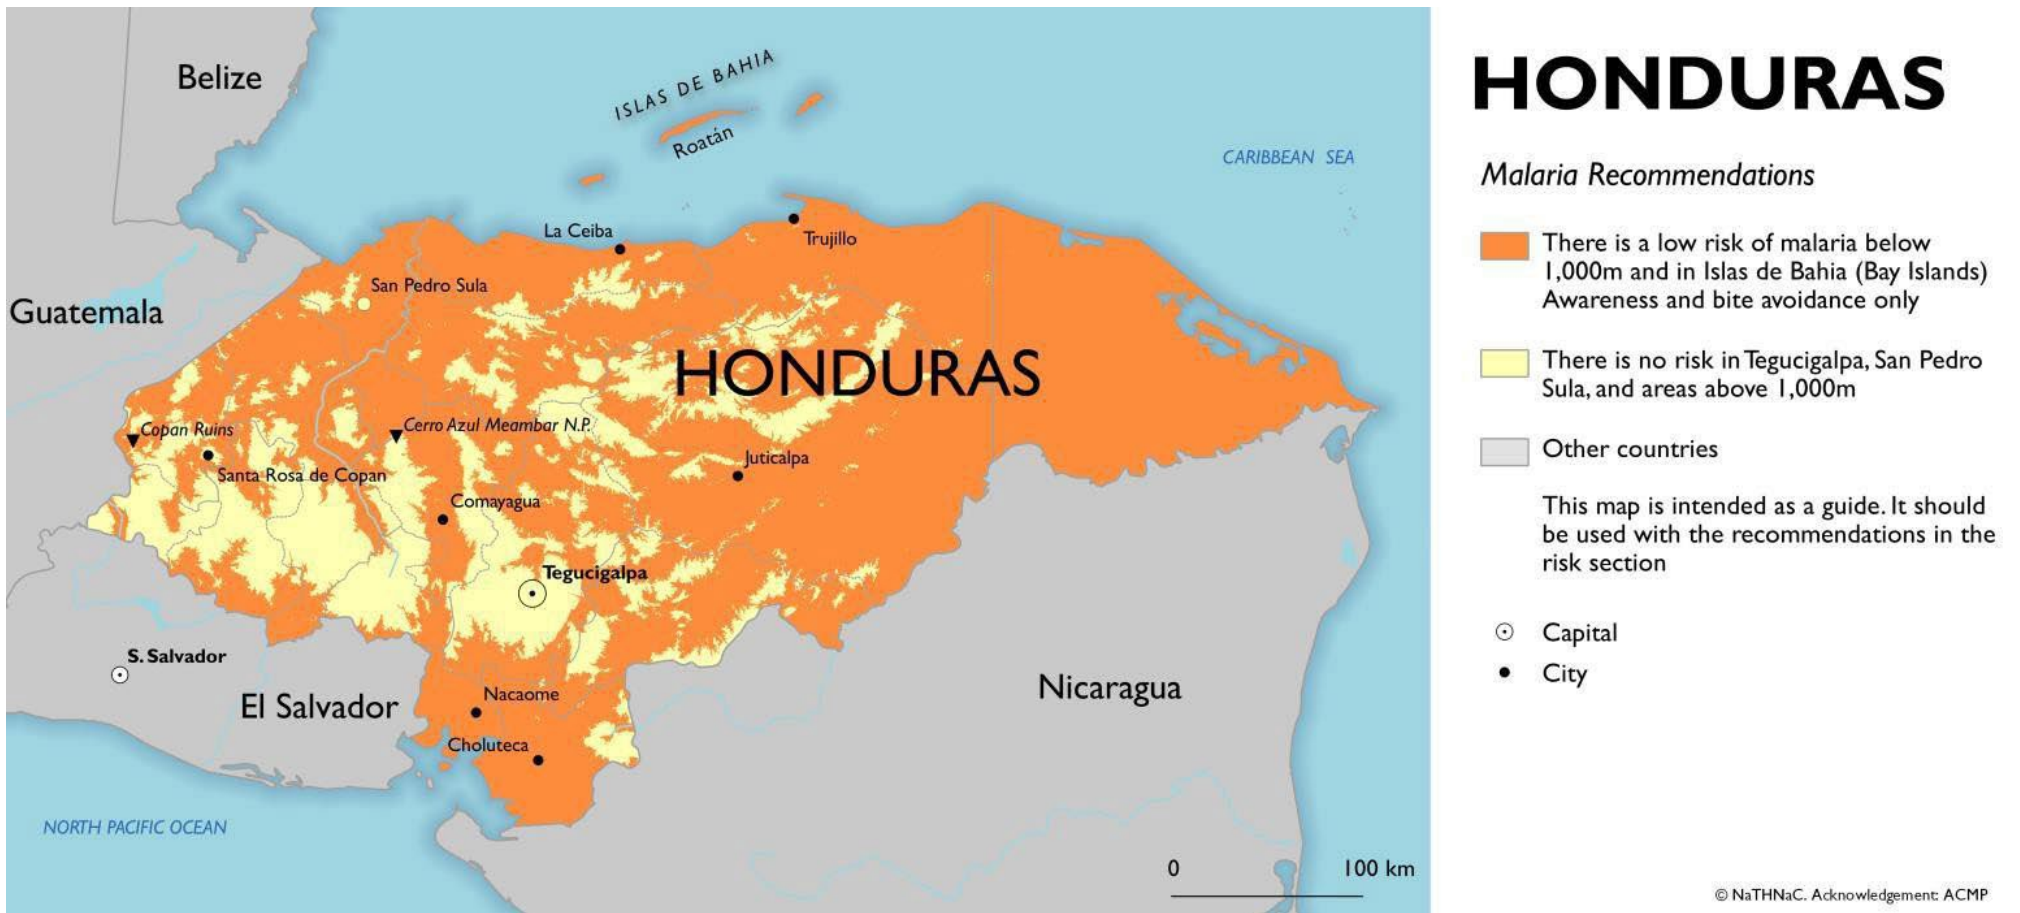 Belize
ISLAS DE BAHIA
Roatán
CARIBBEAN SEA
La Ceiba
Trujillo
San Pedro Sula
Guatemala
HONDURAS
Copan Ruins
Cerro Azul Meambar N.P.
Santa Rosa de Copan
Juticalpa
Comayagua
Tegucigalpa
S. Salvador
El Salvador
Nacaome
Nicaragua
Choluteca
NORTH PACIFIC OCEAN
0 100 km
HONDURAS
Malaria Recommendations
There is a low risk of malaria below
1,000m and in Islas de Bahia (Bay Islands)
Awareness and bite avoidance only
There is no risk in Tegucigalpa, San Pedro
Sula, and areas above 1,000m
Other countries
This map is intended as a guide. It should
be used with the recommendations in the
risk section
Capital
City
© NaTHNaC. Acknowledgement: ACMP